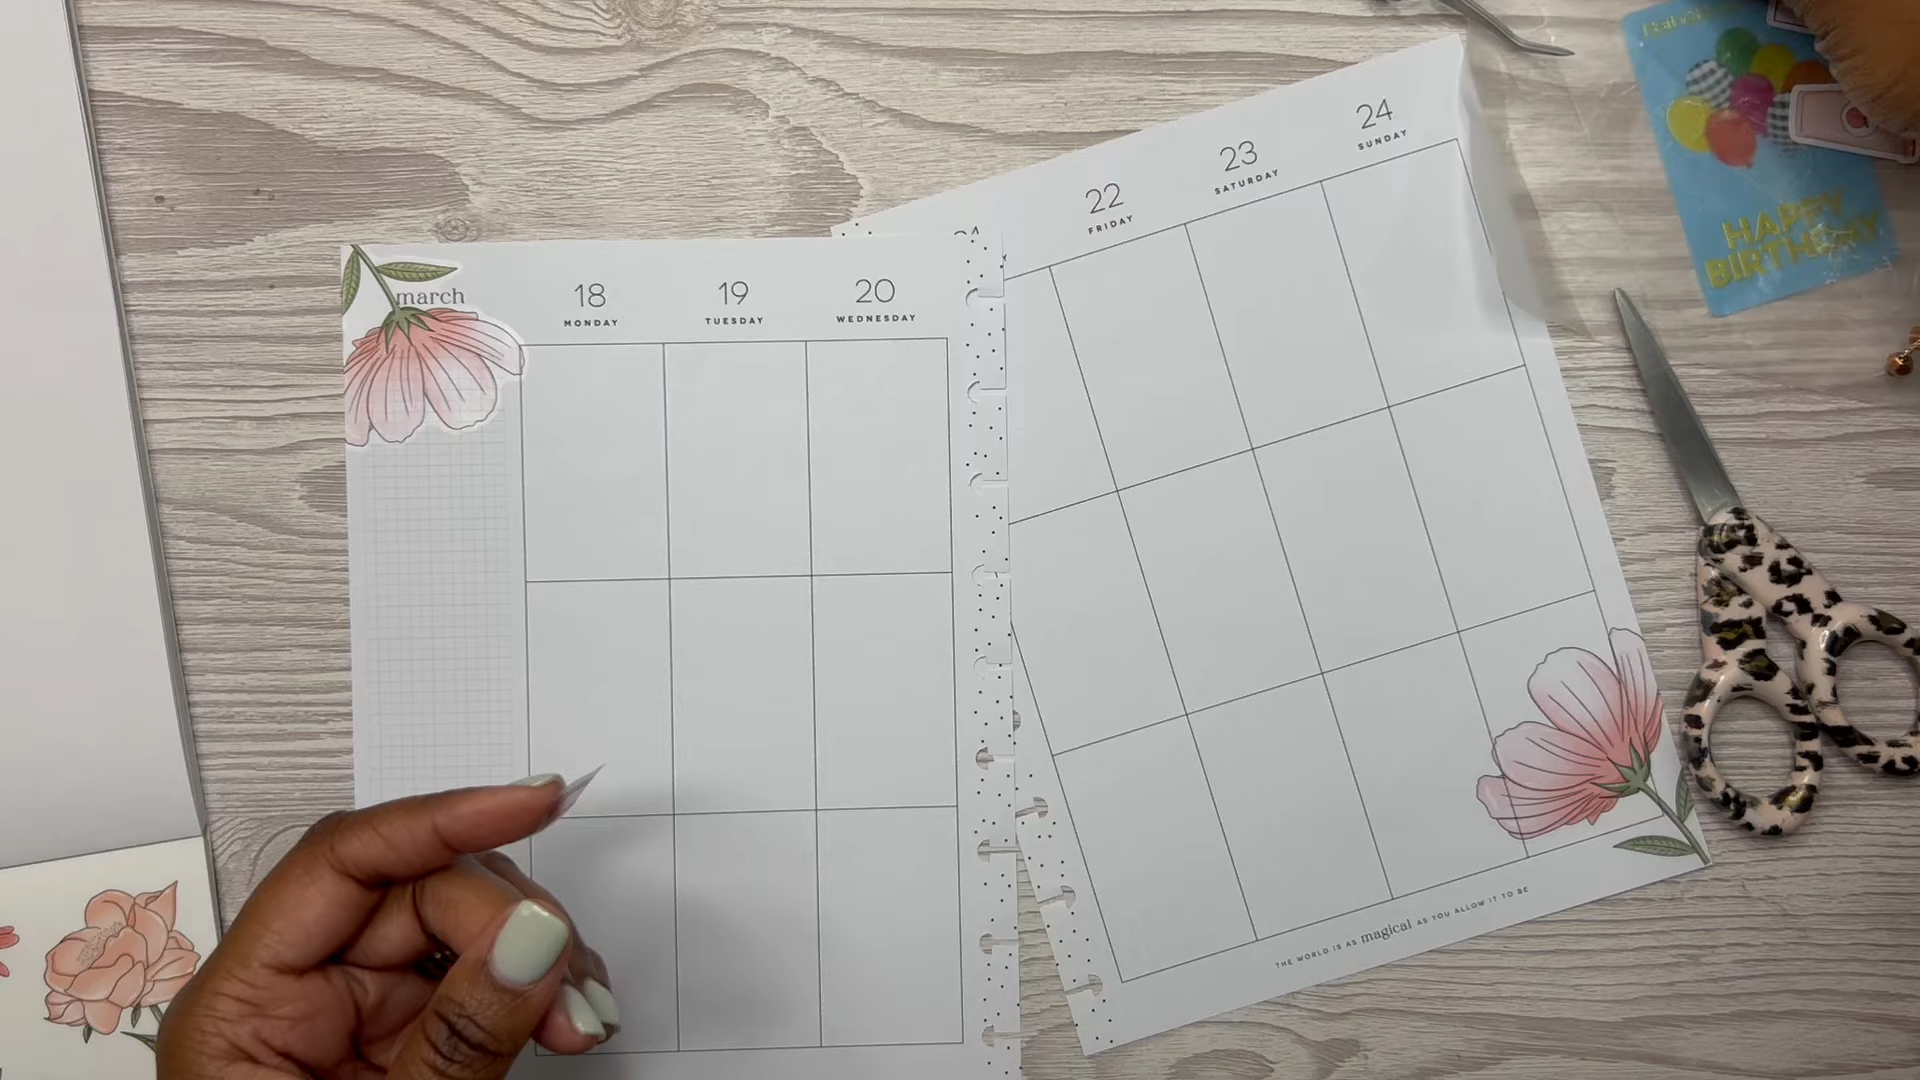 march
18
MONDAY
19
TUESDAY
20
WEDNESDAY
22
FRIDAY
23
SATURDAY
24
SUNDAY
THE WORLD IS AS magical AS YOU ALLOW IT TO BE
HAPPY
BIRTHDAY